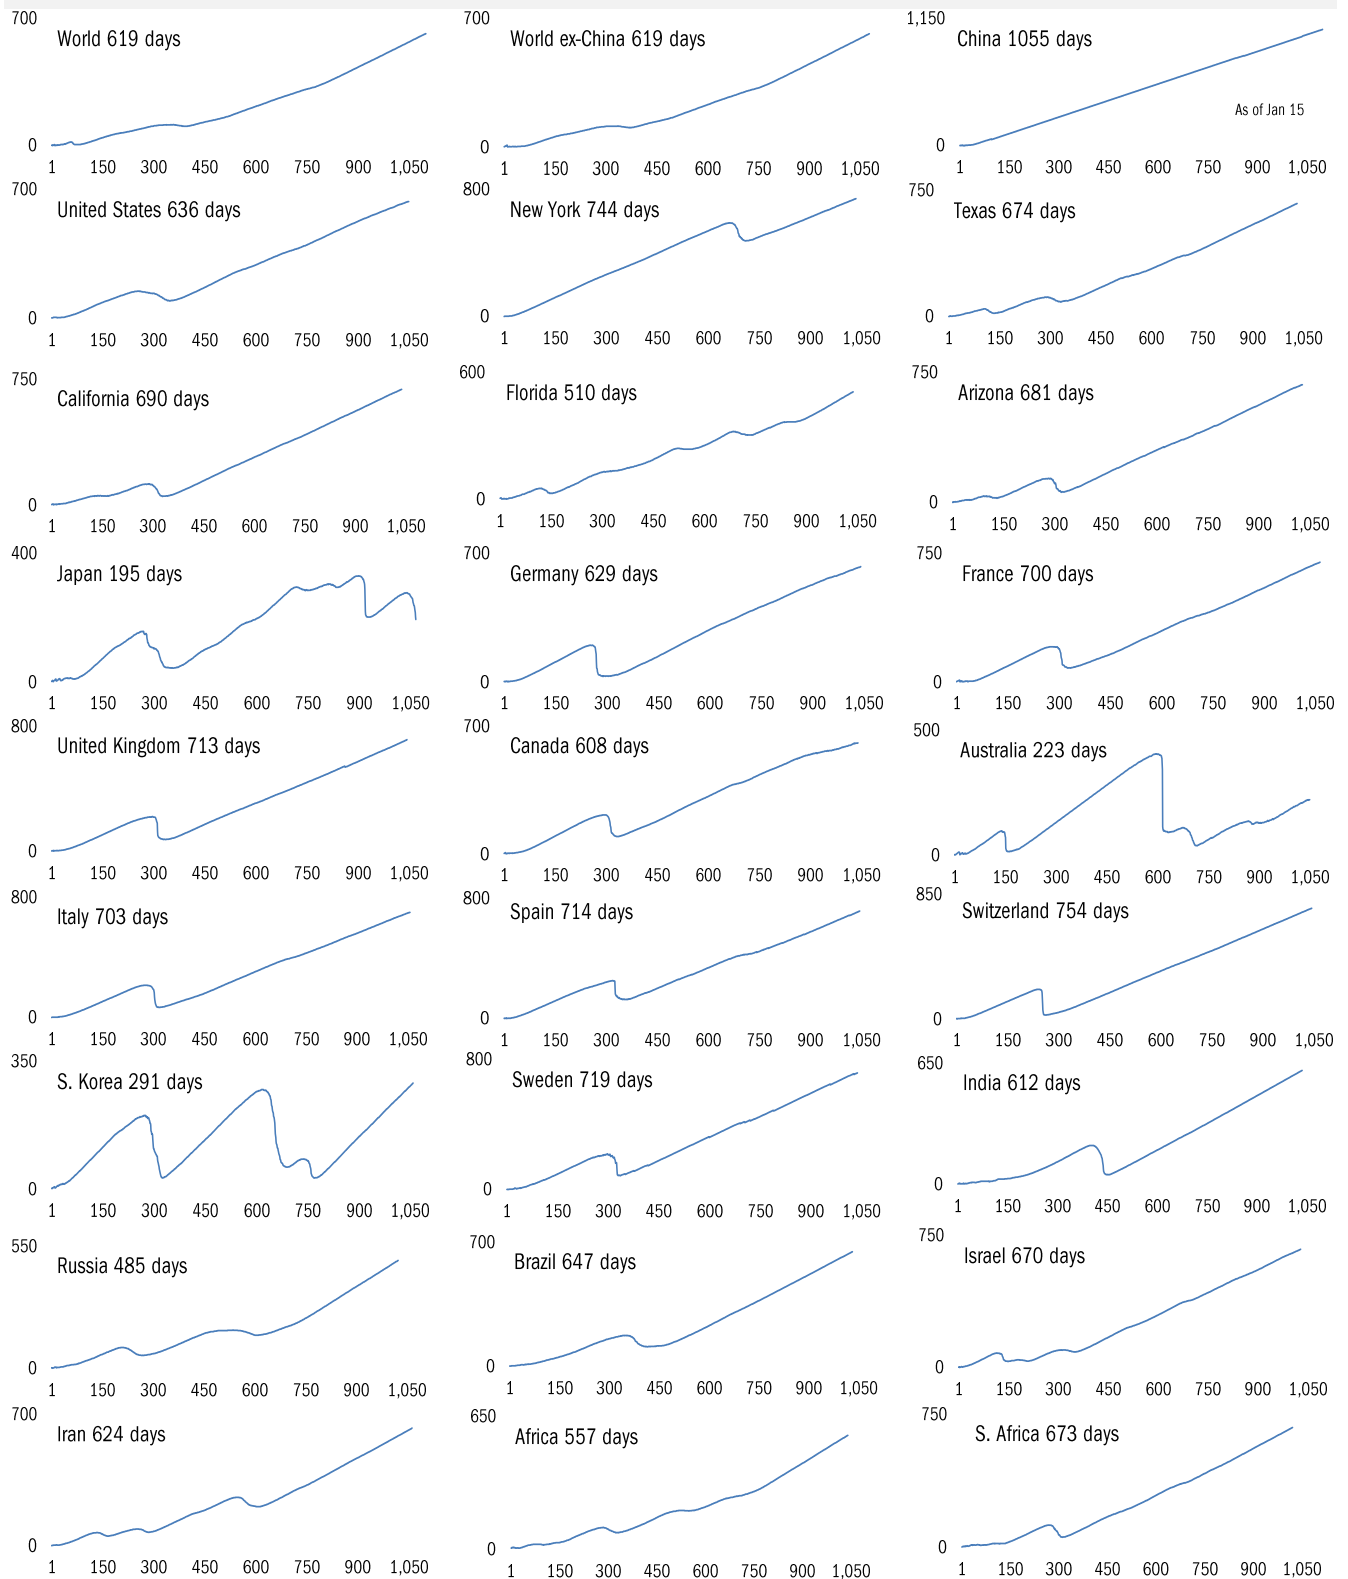 700 700 1,150
World 619 days World ex-China 619 days China 1055 days
As of Jan 15
0 0 0
1 150 300 450 600 750 900 1,050 1 150 300 450 600 750 900 1,050 1 150 300 450 600 750 900 1,050
700 800 750
United States 636 days New York 744 days Texas 674 days
0 0 0
1 150 300 450 600 750 900 1,050 1 150 300 450 600 750 900 1,050 1 150 300 450 600 750 900 1,050
750 600 750
California 690 days Florida 510 days Arizona 681 days
0 0 0
1 150 300 450 600 750 900 1,050 1 150 300 450 600 750 900 1,050 1 150 300 450 600 750 900 1,050
400 700 750
Japan 195 days Germany 629 days France 700 days
0 0 0
1 150 300 450 600 750 900 1,050 1 150 300 450 600 750 900 1,050 1 150 300 450 600 750 900 1,050
800 700 500
United Kingdom 713 days Canada 608 days Australia 223 days
0 0 0
1 150 300 450 600 750 900 1,050 1 150 300 450 600 750 900 1,050 1 150 300 450 600 750 900 1,050
800 800 850
Italy 703 days Spain 714 days Switzerland 754 days
0 0 0
1 150 300 450 600 750 900 1,050 1 150 300 450 600 750 900 1,050 1 150 300 450 600 750 900 1,050
350 800 650
S. Korea 291 days Sweden 719 days India 612 days
0 0 0
1 150 300 450 600 750 900 1,050 1 150 300 450 600 750 900 1,050 1 150 300 450 600 750 900 1,050
550 700 750
Russia 485 days Brazil 647 days Israel 670 days
0 0 0
1 150 300 450 600 750 900 1,050 1 150 300 450 600 750 900 1,050 1 150 300 450 600 750 900 1,050
700 650 750
Iran 624 days Africa 557 days S. Africa 673 days
0 0 0
1 150 300 450 600 750 900 1,050 1 150 300 450 600 750 900 1,050 1 150 300 450 600 750 900 1,050